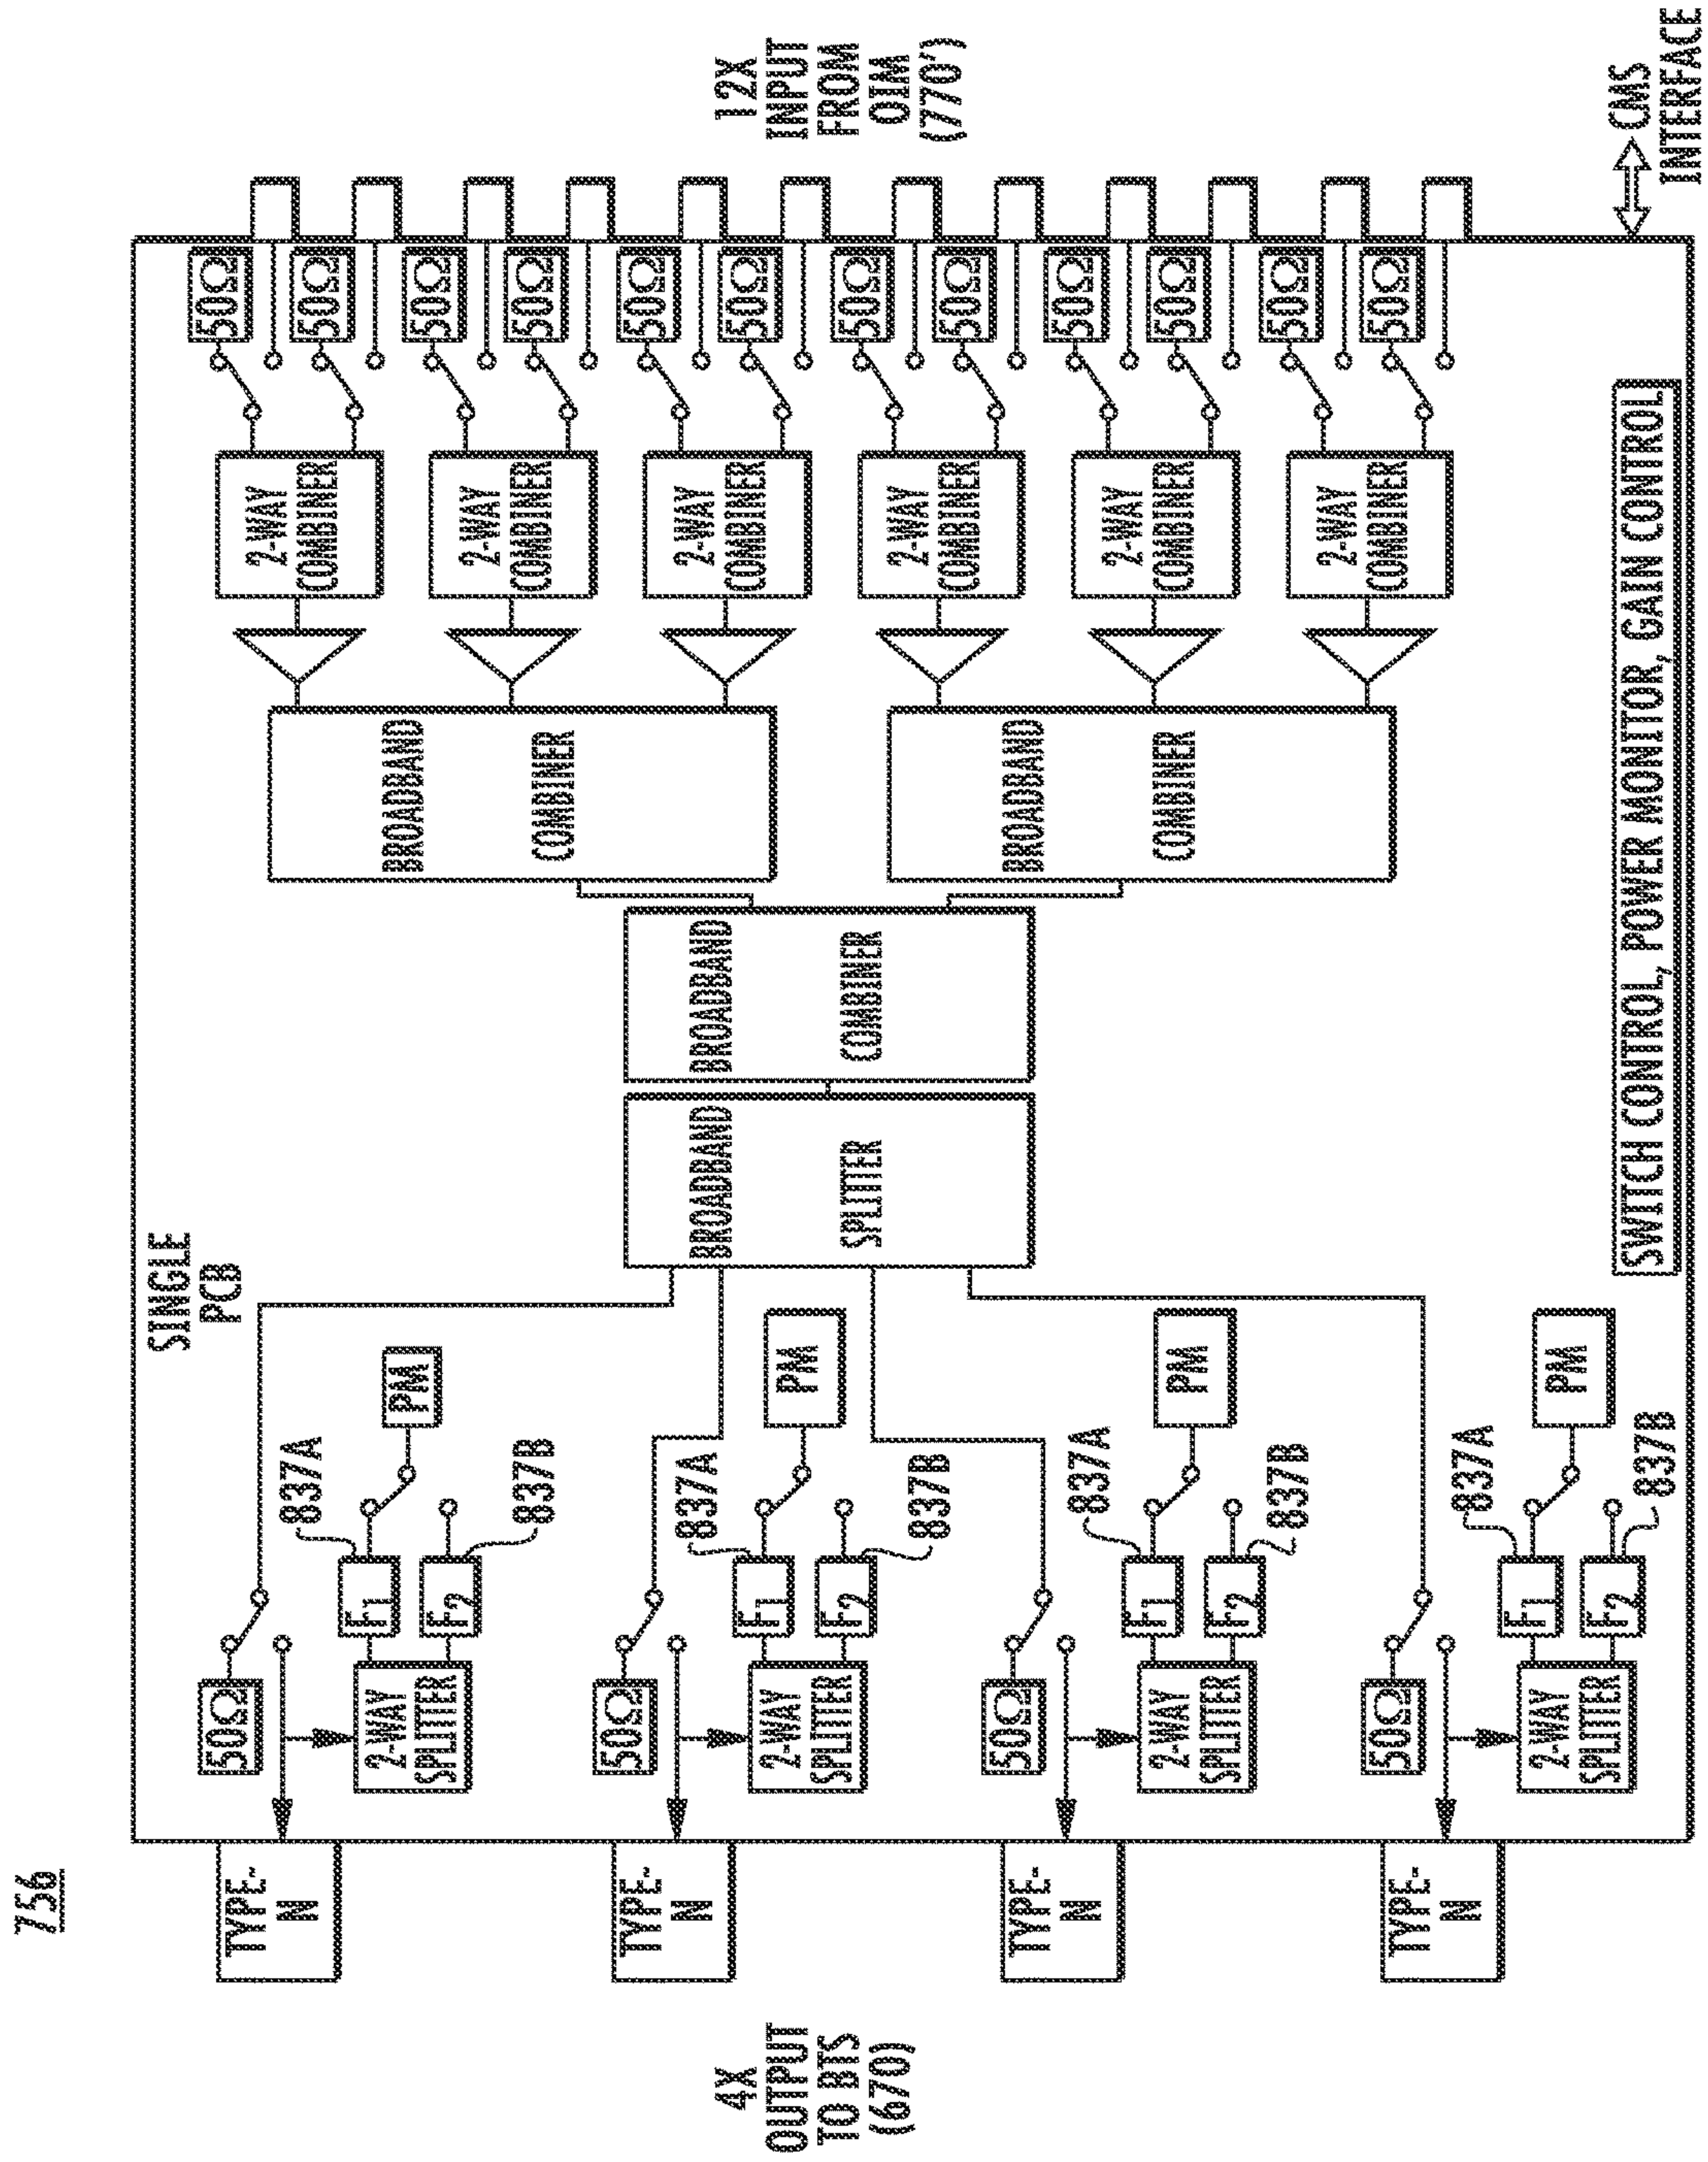 756
4X
OUTPUT
TO BTS
(670)
12X
INPUT
FROM
OIM
(770')
SINGLE
PCB
TYPE-
N
TYPE-
N
TYPE-
N
TYPE-
N
50Ω
2-WAY
SPLITTER
F1
F2
837A
837B
PM
50Ω
2-WAY
SPLITTER
F1
F2
837A
837B
PM
50Ω
2-WAY
SPLITTER
F1
F2
837A
837B
PM
50Ω
2-WAY
SPLITTER
F1
F2
837A
837B
PM
BROADBAND
SPLITTER
BROADBAND
COMBINER
BROADBAND
COMBINER
BROADBAND
COMBINER
2-WAY
COMBINER
2-WAY
COMBINER
2-WAY
COMBINER
2-WAY
COMBINER
2-WAY
COMBINER
2-WAY
COMBINER
50Ω
50Ω
50Ω
50Ω
50Ω
50Ω
50Ω
50Ω
50Ω
50Ω
50Ω
50Ω
SWITCH CONTROL, POWER MONITOR, GAIN CONTROL
CMS
INTERFACE